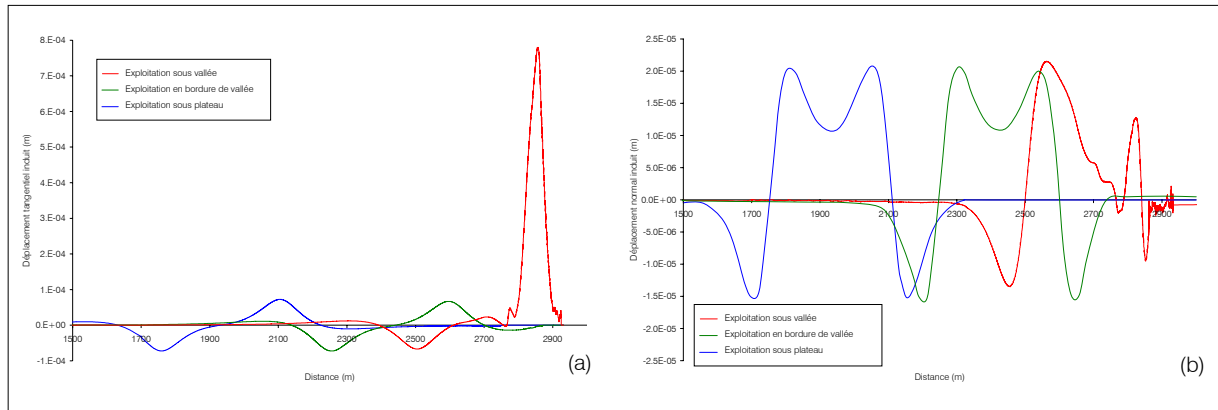 8.E-04
7.E-04
6.E-04
5.E-04
4.E-04
3.E-04
2.E-04
1.E-04
0.E+00
-1.E-04
Déplacement tangentiel induit (m)
Exploitation sous vallée
Exploitation en bordure de vallée
Exploitation sous plateau
1500 1700 1900 2100 2300 2500 2700 2900
Distance (m)
(a)
2.5E-05
2.0E-05
1.5E-05
1.0E-05
5.0E-06
0.0E+00
-5.0E-06
-1.0E-05
-1.5E-05
-2.0E-05
-2.5E-05
Déplacement normal induit (m)
1500 1700 1900 2100 2300 2500 2700 2900
Exploitation sous vallée
Exploitation en bordure de vallée
Exploitation sous plateau
Distance (m)
(b)